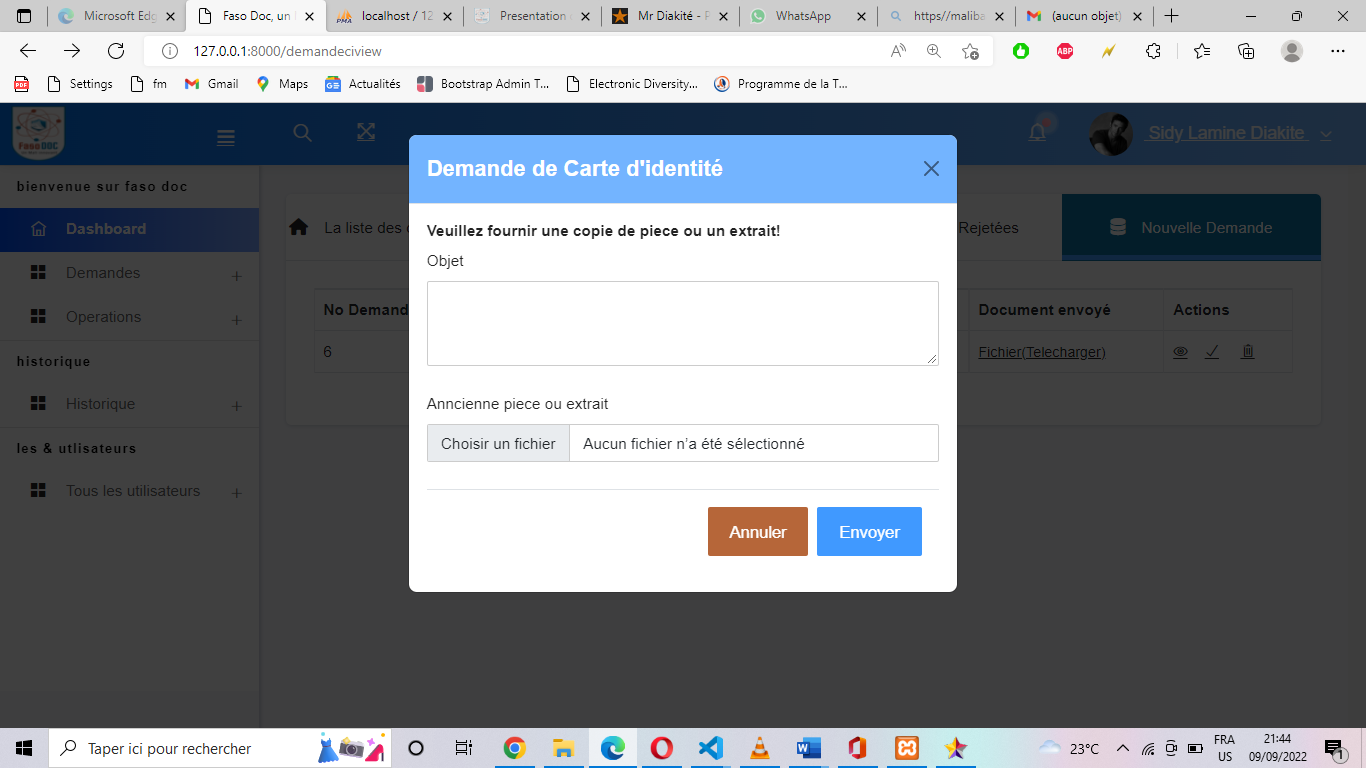 Microsoft Edg
Faso Doc, un
localhost / 12
Presentation
Mr Diakité - P
WhatsApp
https//maliba
(aucun objet)
127.0.0.1:8000/demandeciview
ABP
PDF
Settings
fm
Gmail
Maps
Actualités
Bootstrap Admin T...
Electronic Diversity,...
Programme de la T...
Faso DOC
Sidy Lamine Diakite
bienvenue sur faso doc
Dashboard
Demandes
Operations
historique
Historique
les & utlisateurs
Tous les utilisateurs
La liste des
Rejetées
Nouvelle Demande
No Demand
Document envoyé
Actions
6
Fichier(Telecharger)
Demande de Carte d'identité
Veuillez fournir une copie de piece ou un extrait!
Objet
Anncienne piece ou extrait
Choisir un fichier
Aucun fichier n'a été sélectionné
Annuler
Envoyer
Taper ici pour rechercher
23°C
FRA
US
21:44
09/09/2022
1